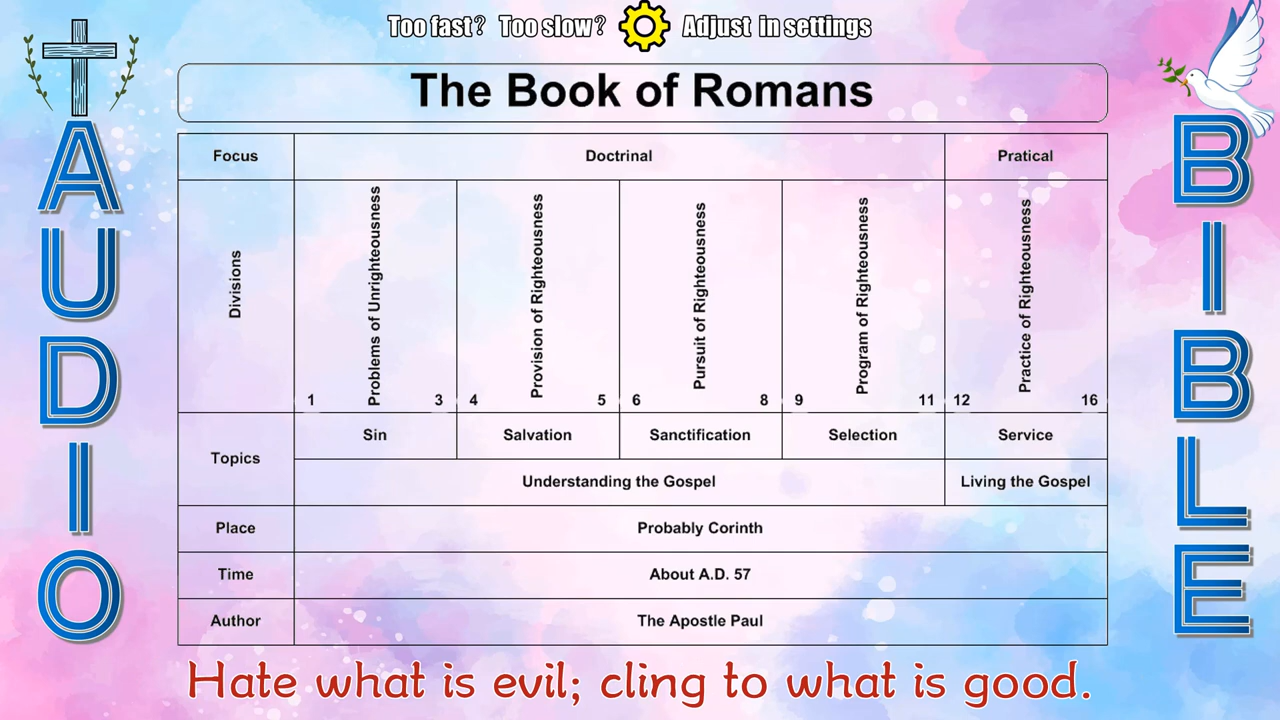 Too fast? Too slow? Adjust in settings
AUDIO
BIBLE
The Book of Romans
Focus Doctrinal Pratical
Divisions
Problems of Unrighteousness
Provision of Righteousness
Pursuit of Righteousness
Program of Righteousness
Practice of Righteousness
1 3 4 5 6 8 9 11 12 16
Topics
Sin Salvation Sanctification Selection Service
Understanding the Gospel Living the Gospel
Place Probably Corinth
Time About A.D. 57
Author The Apostle Paul
Hate what is evil; cling to what is good.